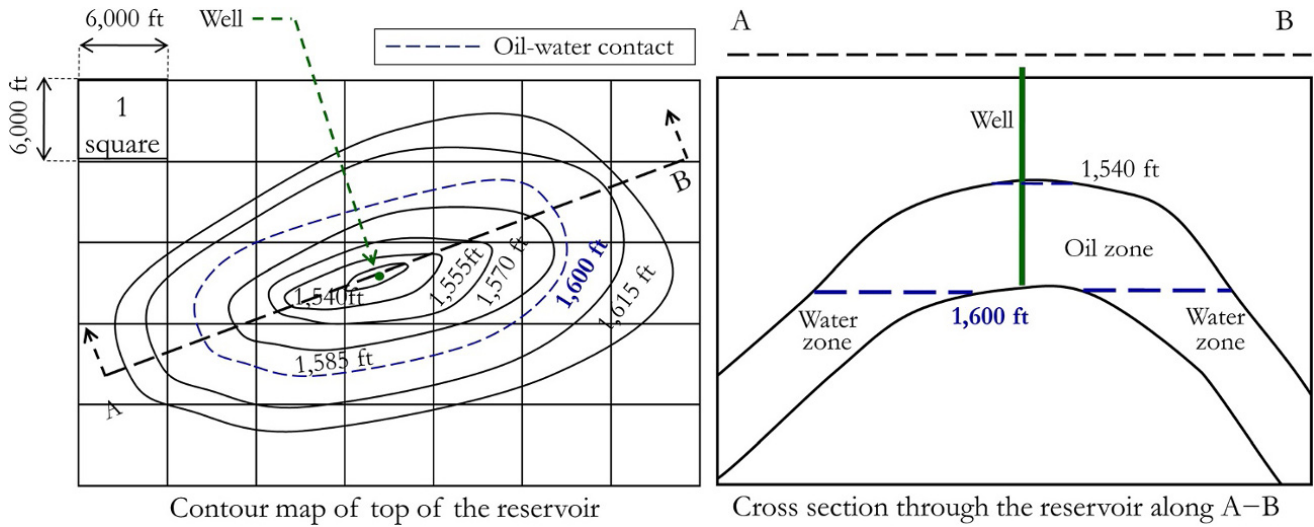 6,000 ft
Well
Oil-water contact
6,000 ft
1
square
B
1,540ft
1,555ft
1,570 ft
1,600 ft
1,615 ft
1,585 ft
A
Contour map of top of the reservoir
A
B
Well
1,540 ft
Oil zone
1,600 ft
Water
zone
Water
zone
Cross section through the reservoir along A−B